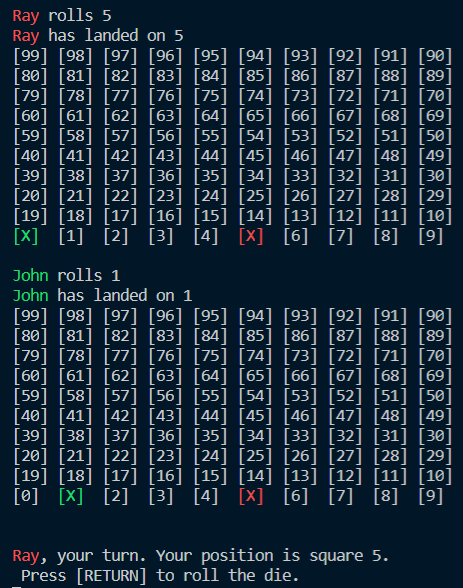 Ray rolls 5
Ray has landed on 5
[99] [98] [97] [96] [95] [94] [93] [92] [91] [90]
[80] [81] [82] [83] [84] [85] [86] [87] [88] [89]
[79] [78] [77] [76] [75] [74] [73] [72] [71] [70]
[60] [61] [62] [63] [64] [65] [66] [67] [68] [69]
[59] [58] [57] [56] [55] [54] [53] [52] [51] [50]
[40] [41] [42] [43] [44] [45] [46] [47] [48] [49]
[39] [38] [37] [36] [35] [34] [33] [32] [31] [30]
[20] [21] [22] [23] [24] [25] [26] [27] [28] [29]
[19] [18] [17] [16] [15] [14] [13] [12] [11] [10]
[X] [1] [2] [3] [4] [X] [6] [7] [8] [9]
John rolls 1
John has landed on 1
[99] [98] [97] [96] [95] [94] [93] [92] [91] [90]
[80] [81] [82] [83] [84] [85] [86] [87] [88] [89]
[79] [78] [77] [76] [75] [74] [73] [72] [71] [70]
[60] [61] [62] [63] [64] [65] [66] [67] [68] [69]
[59] [58] [57] [56] [55] [54] [53] [52] [51] [50]
[40] [41] [42] [43] [44] [45] [46] [47] [48] [49]
[39] [38] [37] [36] [35] [34] [33] [32] [31] [30]
[20] [21] [22] [23] [24] [25] [26] [27] [28] [29]
[19] [18] [17] [16] [15] [14] [13] [12] [11] [10]
[0] [X] [2] [3] [4] [X] [6] [7] [8] [9]
Ray, your turn. Your position is square 5.
Press [RETURN] to roll the die.